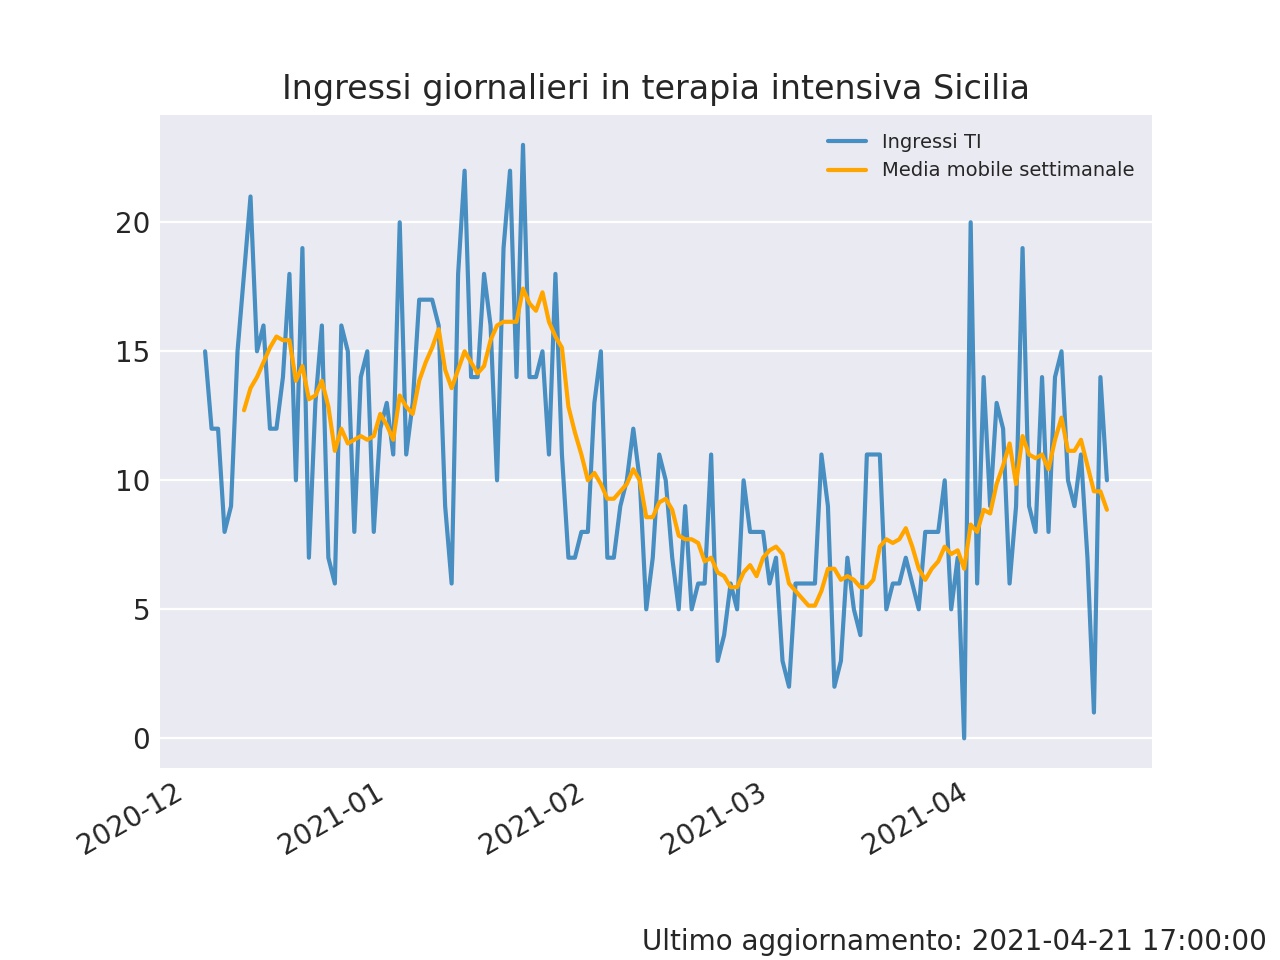 Ingressi giornalieri in terapia intensiva Sicilia
Ingressi TI
Media mobile settimanale
20
15
10
5
0
2020-12
2021-01
2021-02
2021-03
2021-04
Ultimo aggiornamento: 2021-04-21 17:00:00